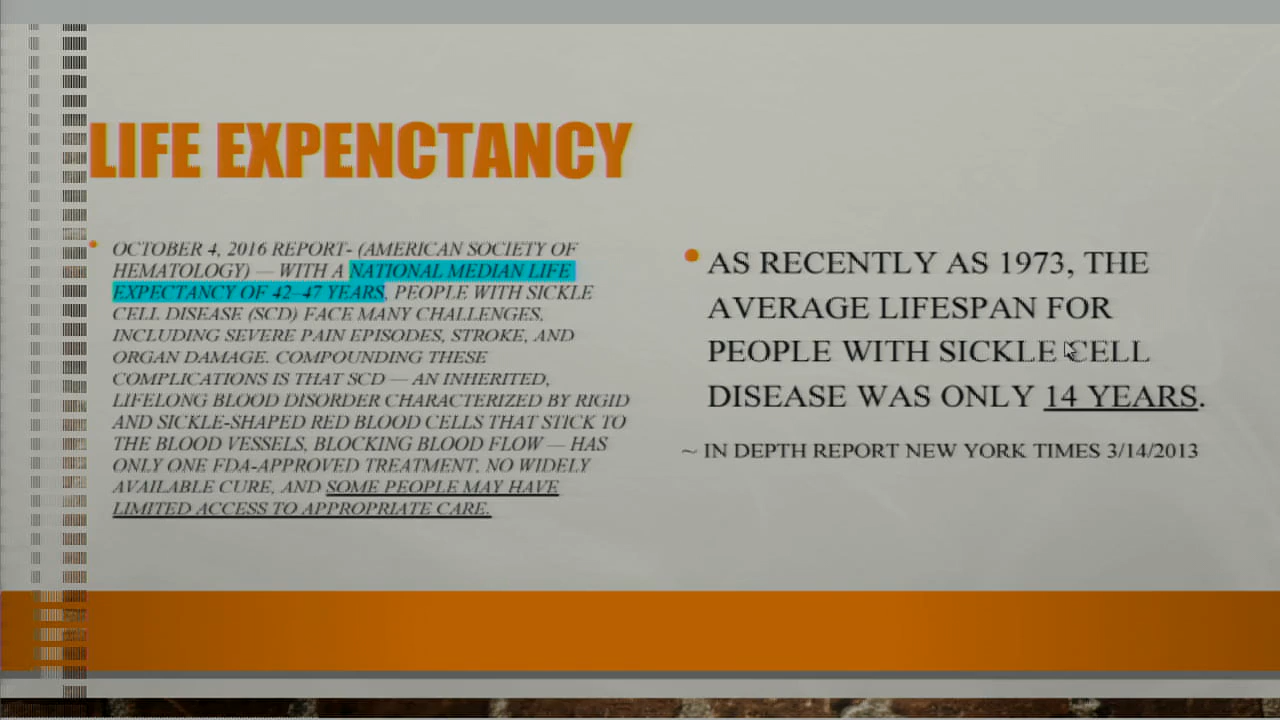 LIFE EXPENCTANCY
• OCTOBER 4, 2016 REPORT- (AMERICAN SOCIETY OF
HEMATOLOGY) — WITH A NATIONAL MEDIAN LIFE
EXPECTANCY OF 42–47 YEARS, PEOPLE WITH SICKLE
CELL DISEASE (SCD) FACE MANY CHALLENGES,
INCLUDING SEVERE PAIN EPISODES, STROKE, AND
ORGAN DAMAGE. COMPOUNDING THESE
COMPLICATIONS IS THAT SCD — AN INHERITED,
LIFELONG BLOOD DISORDER CHARACTERIZED BY RIGID
AND SICKLE-SHAPED RED BLOOD CELLS THAT STICK TO
THE BLOOD VESSELS, BLOCKING BLOOD FLOW — HAS
ONLY ONE FDA-APPROVED TREATMENT, NO WIDELY
AVAILABLE CURE, AND SOME PEOPLE MAY HAVE
LIMITED ACCESS TO APPROPRIATE CARE.
• AS RECENTLY AS 1973, THE
AVERAGE LIFESPAN FOR
PEOPLE WITH SICKLE CELL
DISEASE WAS ONLY 14 YEARS.
~ IN DEPTH REPORT NEW YORK TIMES 3/14/2013